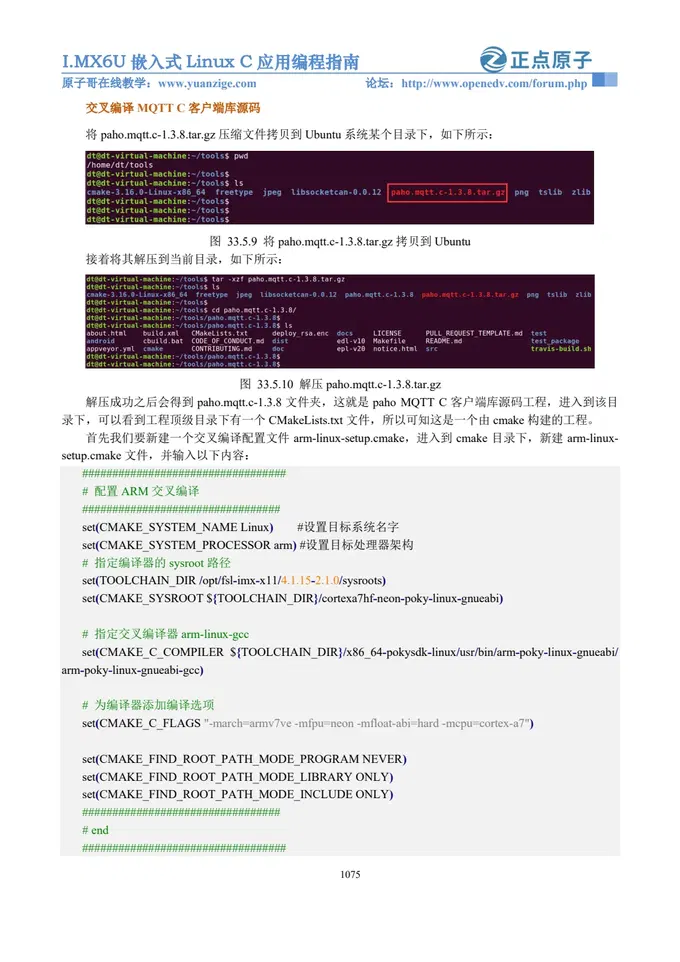 I.MX6U 嵌入式 Linux C 应用编程指南
正点原子
原子哥在线教学：www.yuanzige.com 论坛：http://www.openedv.com/forum.php
交叉编译 MQTT C 客户端库源码
将 paho.mqtt.c-1.3.8.tar.gz 压缩文件拷贝到 Ubuntu 系统某个目录下，如下所示：
dt@dt-virtual-machine:~/tools$ pwd
/home/dt/tools
dt@dt-virtual-machine:~/tools$
dt@dt-virtual-machine:~/tools$ ls
cmake-3.16.0-Linux-x86_64 freetype jpeg libsocketcan-0.0.12 paho.mqtt.c-1.3.8.tar.gz png tslib zlib
dt@dt-virtual-machine:~/tools$
dt@dt-virtual-machine:~/tools$
dt@dt-virtual-machine:~/tools$
图 33.5.9 将 paho.mqtt.c-1.3.8.tar.gz 拷贝到 Ubuntu
接着将其解压到当前目录，如下所示：
dt@dt-virtual-machine:~/tools$ tar -xzf paho.mqtt.c-1.3.8.tar.gz
dt@dt-virtual-machine:~/tools$ ls
cmake-3.16.0-Linux-x86_64 freetype jpeg libsocketcan-0.0.12 paho.mqtt.c-1.3.8 paho.mqtt.c-1.3.8.tar.gz png tslib zlib
dt@dt-virtual-machine:~/tools$
dt@dt-virtual-machine:~/tools$ cd paho.mqtt.c-1.3.8/
dt@dt-virtual-machine:~/tools/paho.mqtt.c-1.3.8$
dt@dt-virtual-machine:~/tools/paho.mqtt.c-1.3.8$ ls
about.html build.xml CMakeLists.txt deploy_rsa.enc docs LICENSE PULL_REQUEST_TEMPLATE.md test
android cbuild.bat CODE_OF_CONDUCT.md dist edl-v10 Makefile README.md test_package
appveyor.yml cmake CONTRIBUTING.md doc epl-v20 notice.html src travis-build.sh
dt@dt-virtual-machine:~/tools/paho.mqtt.c-1.3.8$
dt@dt-virtual-machine:~/tools/paho.mqtt.c-1.3.8$
图 33.5.10 解压 paho.mqtt.c-1.3.8.tar.gz
解压成功之后会得到 paho.mqtt.c-1.3.8 文件夹，这就是 paho MQTT C 客户端库源码工程，进入到该目
录下，可以看到工程顶级目录下有一个 CMakeLists.txt 文件，所以可知这是一个由 cmake 构建的工程。
首先我们要新建一个交叉编译配置文件 arm-linux-setup.cmake，进入到 cmake 目录下，新建 arm-linux-
setup.cmake 文件，并输入以下内容：
##################################
# 配置 ARM 交叉编译
#################################
set(CMAKE_SYSTEM_NAME Linux) #设置目标系统名字
set(CMAKE_SYSTEM_PROCESSOR arm) #设置目标处理器架构
# 指定编译器的 sysroot 路径
set(TOOLCHAIN_DIR /opt/fsl-imx-x11/4.1.15-2.1.0/sysroots)
set(CMAKE_SYSROOT ${TOOLCHAIN_DIR}/cortexa7hf-neon-poky-linux-gnueabi)
# 指定交叉编译器 arm-linux-gcc
set(CMAKE_C_COMPILER ${TOOLCHAIN_DIR}/x86_64-pokysdk-linux/usr/bin/arm-poky-linux-gnueabi/
arm-poky-linux-gnueabi-gcc)
# 为编译器添加编译选项
set(CMAKE_C_FLAGS "-march=armv7ve -mfpu=neon -mfloat-abi=hard -mcpu=cortex-a7")
set(CMAKE_FIND_ROOT_PATH_MODE_PROGRAM NEVER)
set(CMAKE_FIND_ROOT_PATH_MODE_LIBRARY ONLY)
set(CMAKE_FIND_ROOT_PATH_MODE_INCLUDE ONLY)
#################################
# end
##################################
1075